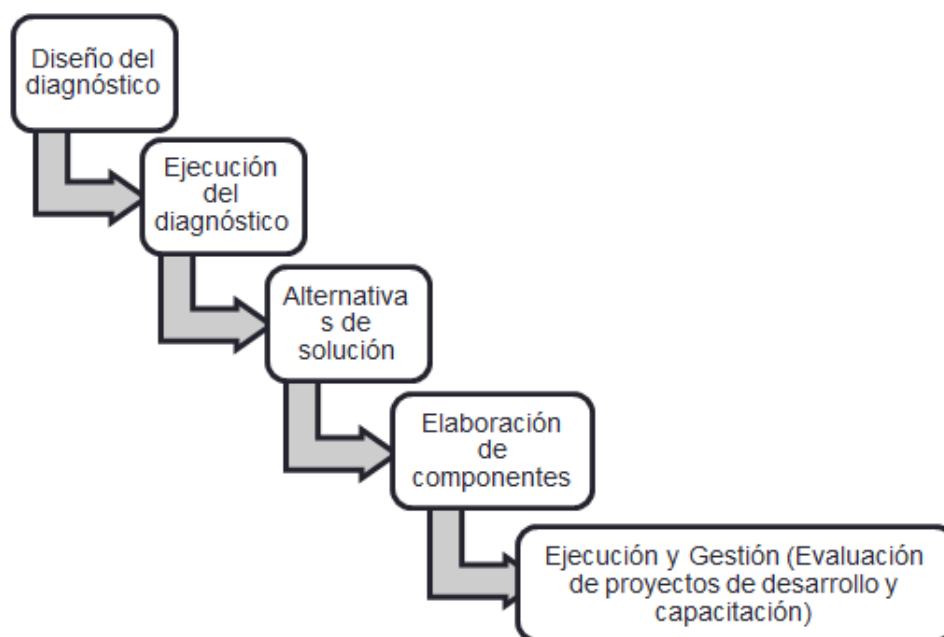 Diseño del
diagnóstico
Ejecución
del
diagnóstico
Alternativa
s de
solución
Elaboración
de
componentes
Ejecución y Gestión (Evaluación
de proyectos de desarrollo y
capacitación)